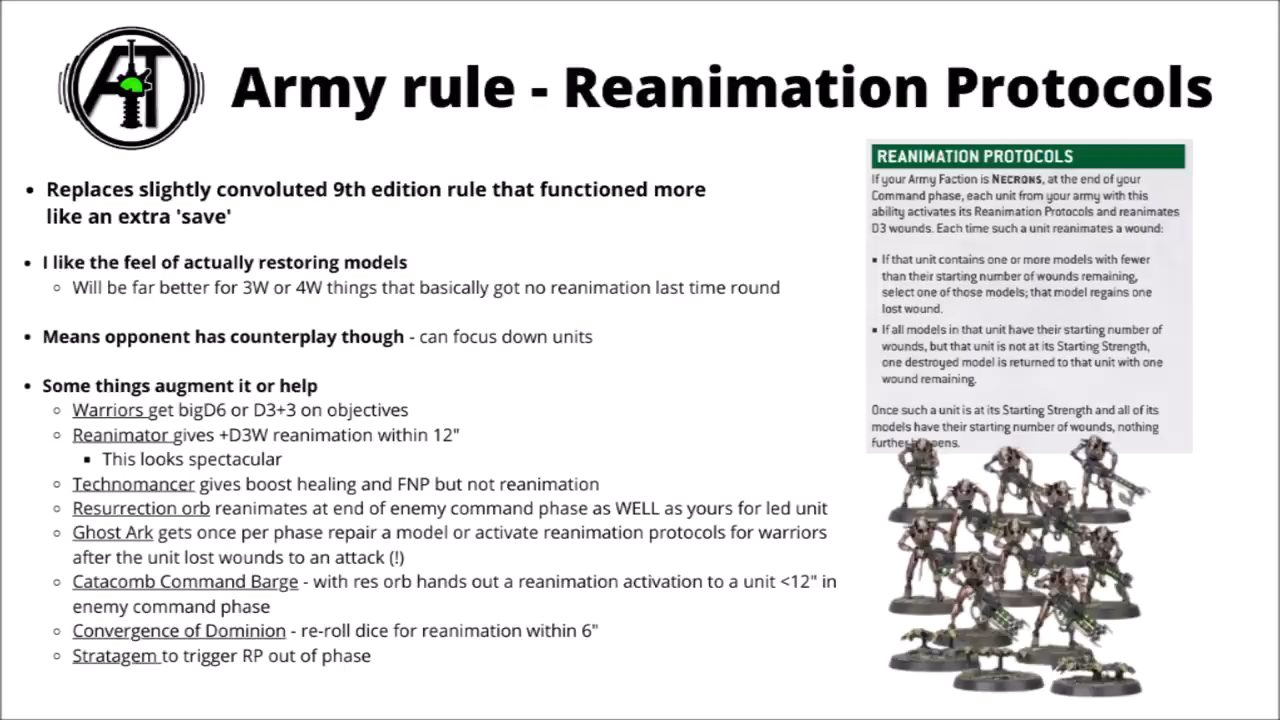 AT
Army rule - Reanimation Protocols
• Replaces slightly convoluted 9th edition rule that functioned more
like an extra 'save'
• I like the feel of actually restoring models
○ Will be far better for 3W or 4W things that basically got no reanimation last time round
• Means opponent has counterplay though - can focus down units
• Some things augment it or help
○ Warriors get bigD6 or D3+3 on objectives
○ Reanimator gives +D3W reanimation within 12"
▪ This looks spectacular
○ Technomancer gives boost healing and FNP but not reanimation
○ Resurrection orb reanimates at end of enemy command phase as WELL as yours for led unit
○ Ghost Ark gets once per phase repair a model or activate reanimation protocols for warriors
after the unit lost wounds to an attack (!)
○ Catacomb Command Barge - with res orb hands out a reanimation activation to a unit <12" in
enemy command phase
○ Convergence of Dominion - re-roll dice for reanimation within 6"
○ Stratagem to trigger RP out of phase
REANIMATION PROTOCOLS
If your Army Faction is NECRONS, at the end of your
Command phase, each unit from your army with this
ability activates its Reanimation Protocols and reanimates
D3 wounds. Each time such a unit reanimates a wound:
▪ If that unit contains one or more models with fewer
than their starting number of wounds remaining,
select one of those models; that model regains one
lost wound.
▪ If all models in that unit have their starting number of
wounds, but that unit is not at its Starting Strength,
one destroyed model is returned to that unit with one
wound remaining.
Once such a unit is at its Starting Strength and all of its
models have their starting number of wounds, nothing
further